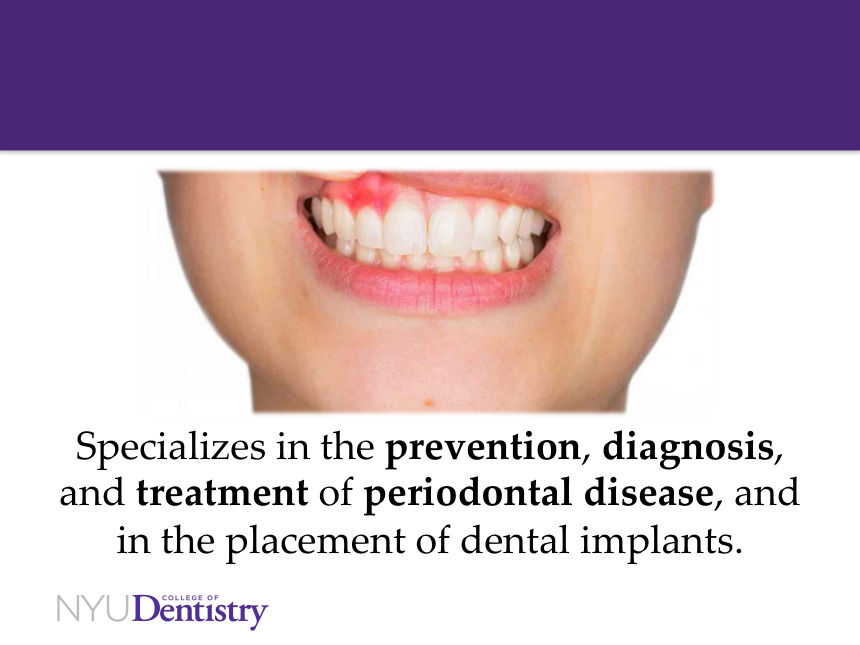 Specializes in the prevention, diagnosis,
and treatment of periodontal disease, and
in the placement of dental implants.
NYU COLLEGE OF Dentistry